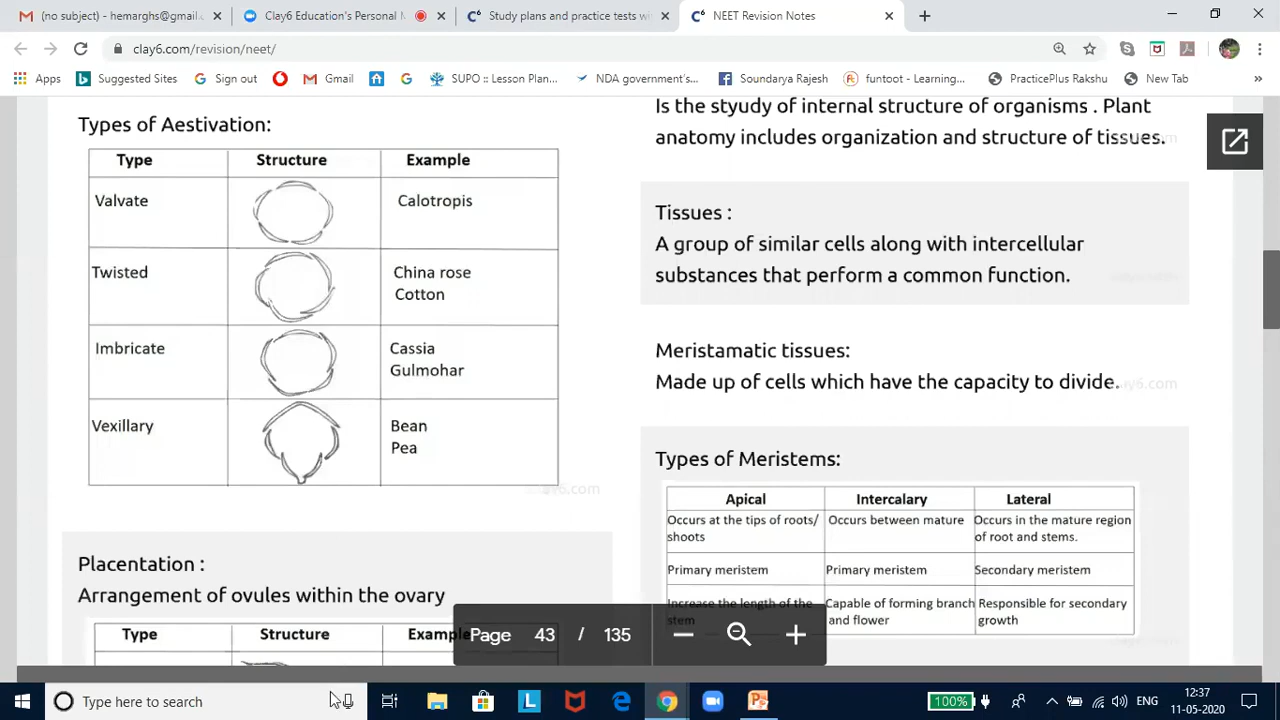 (no subject) - hemarghs@gmail.
Clay6 Education's Personal M
Study plans and practice tests wi
NEET Revision Notes
clay6.com/revision/neet/
Apps
Suggested Sites
Sign out
Gmail
SUPO :: Lesson Plan...
NDA government's...
Soundarya Rajesh
funtoot - Learning...
PracticePlus Rakshu
New Tab
Types of Aestivation:
Type Structure Example
Valvate Calotropis
Twisted China rose
Cotton
Imbricate Cassia
Gulmohar
Vexillary Bean
Pea
Placentation :
Arrangement of ovules within the ovary
Type Structure Example
Is the styudy of internal structure of organisms . Plant
anatomy includes organization and structure of tissues.
Tissues :
A group of similar cells along with intercellular
substances that perform a common function.
Meristamatic tissues:
Made up of cells which have the capacity to divide.
Types of Meristems:
Apical Intercalary Lateral
Occurs at the tips of roots/ Occurs between mature Occurs in the mature region
shoots of root and stems.
Primary meristem Primary meristem Secondary meristem
Increase the length of the Capable of forming branch Responsible for secondary
stem and flower growth
Page 43 / 135
Type here to search
100%
ENG
12:37
11-05-2020